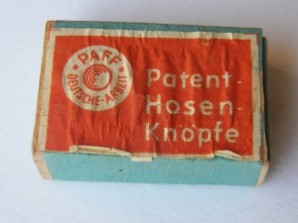 PAFF
DEUTSCHE-ARBEIT
Patent-
Hosen-
Knöpfe